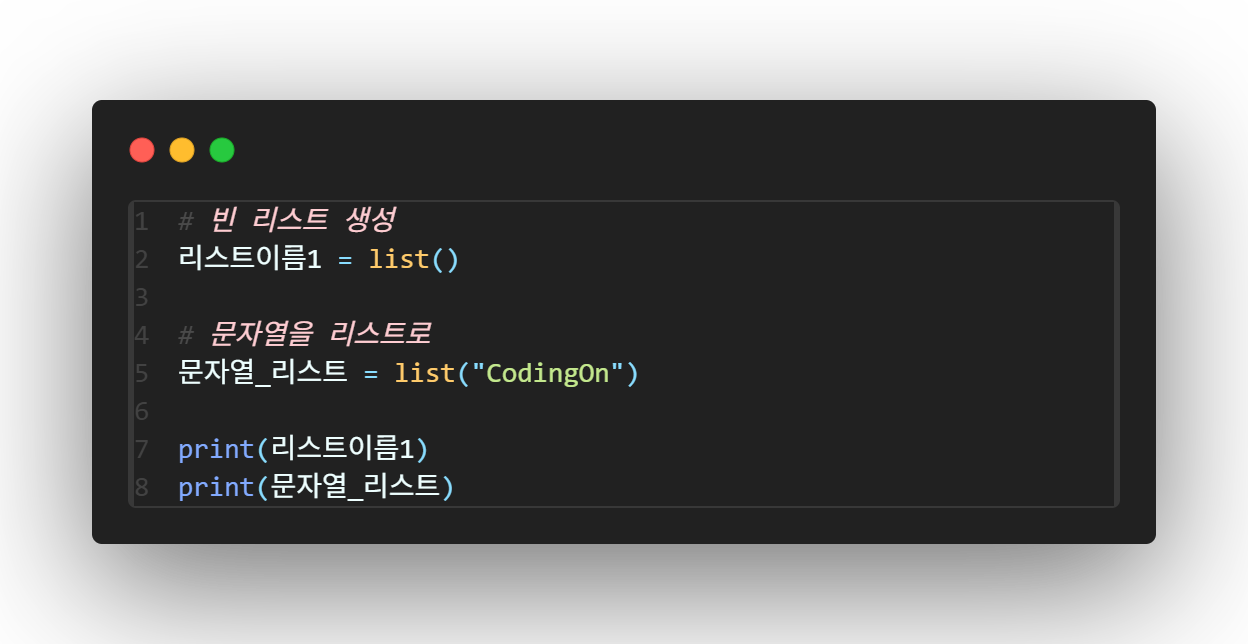 1 # 빈 리스트 생성
2 리스트이름1 = list()
3
4 # 문자열을 리스트로
5 문자열_리스트 = list("CodingOn")
6
7 print(리스트이름1)
8 print(문자열_리스트)